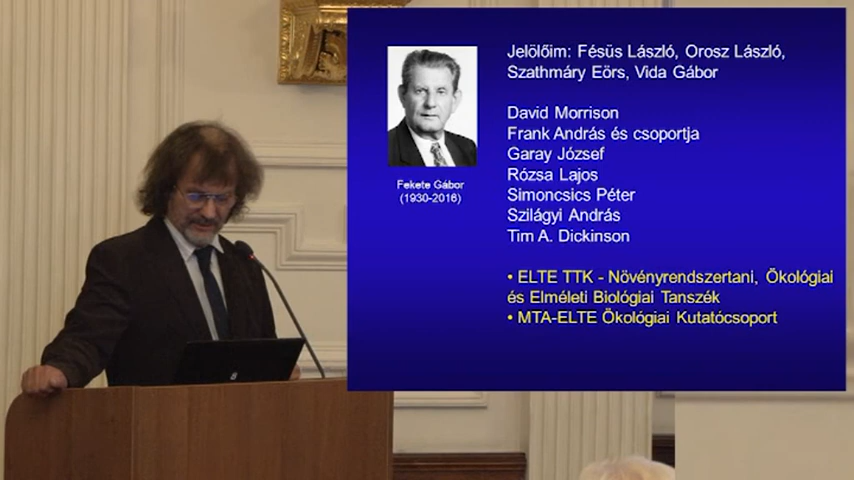 Jelölőim: Fésüs László, Orosz László,
Szathmáry Eörs, Vida Gábor
David Morrison
Frank András és csoportja
Garay József
Rózsa Lajos
Simoncsics Péter
Szilágyi András
Tim A. Dickinson
Fekete Gábor
(1930-2016)
• ELTE TTK - Növényrendszertani, Ökológiai
és Elméleti Biológiai Tanszék
• MTA-ELTE Ökológiai Kutatócsoport